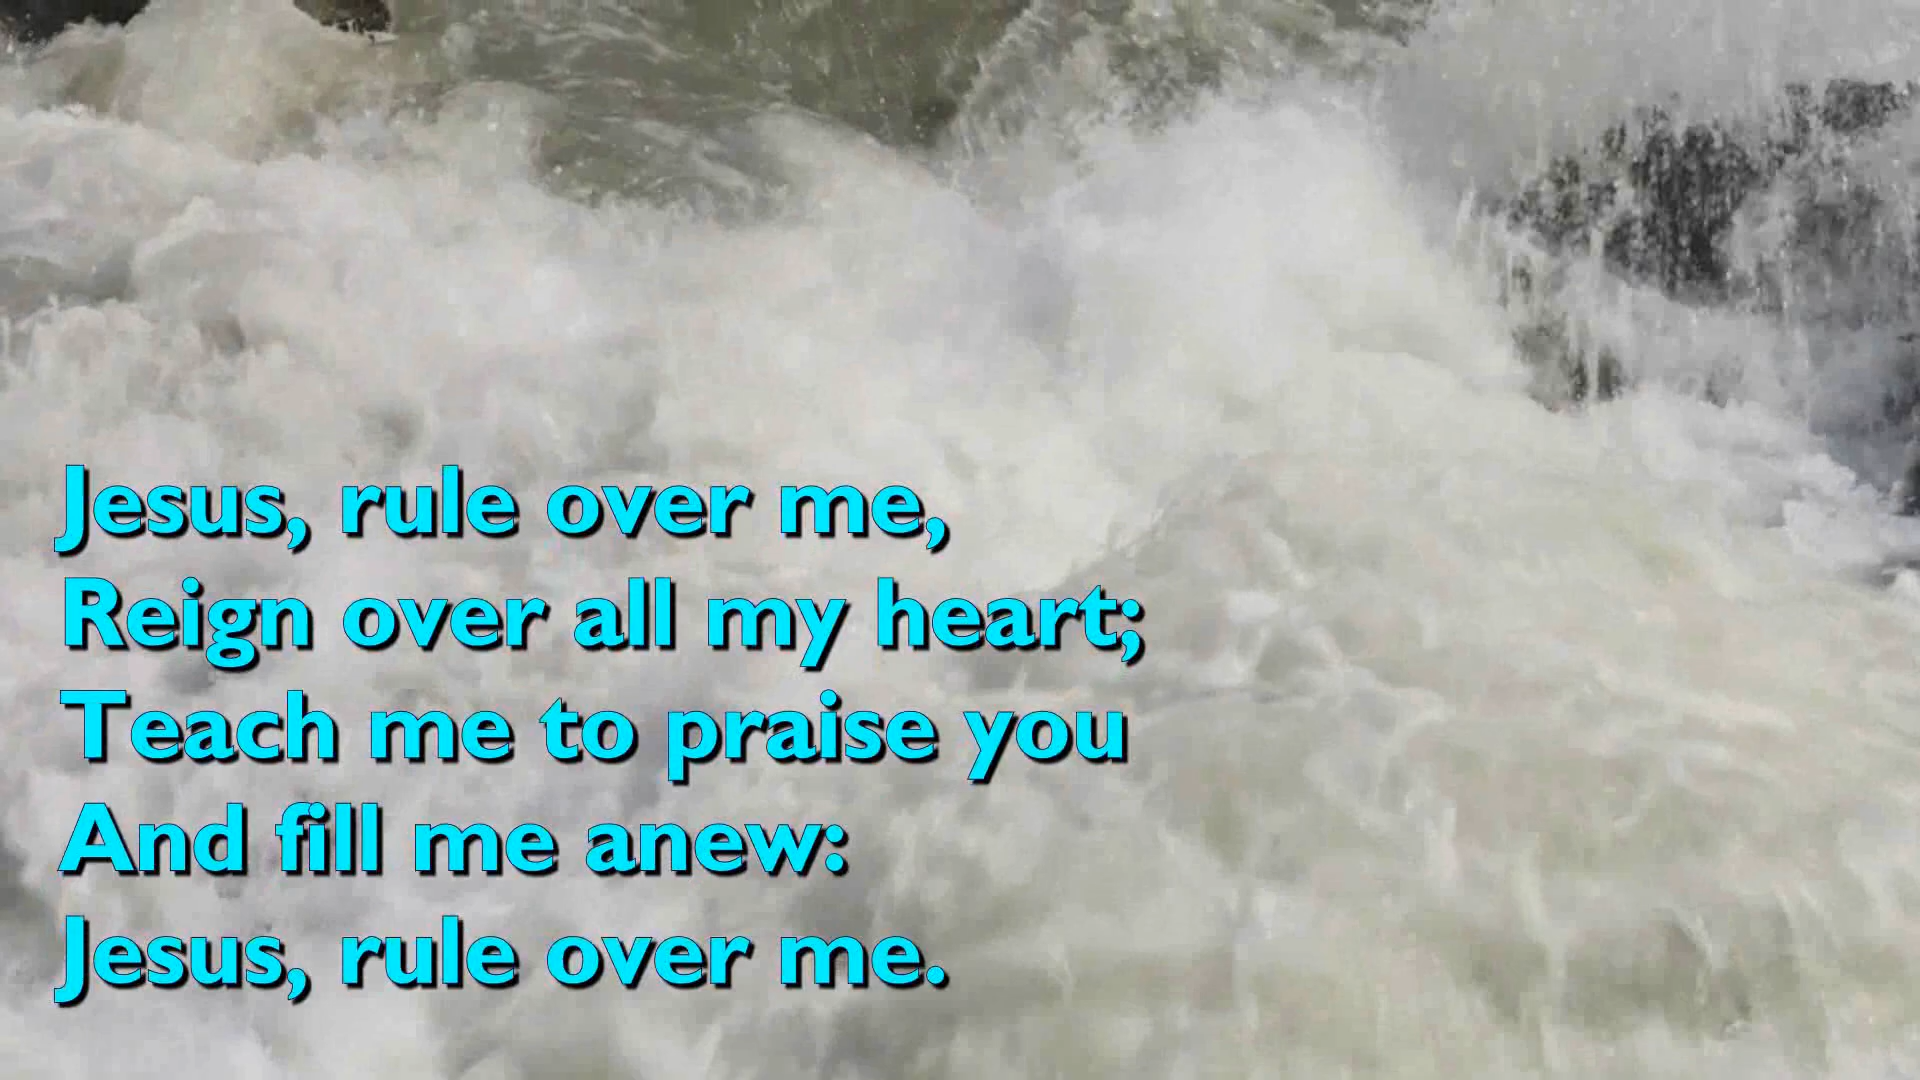 Jesus, rule over me,
Reign over all my heart;
Teach me to praise you
And fill me anew:
Jesus, rule over me.